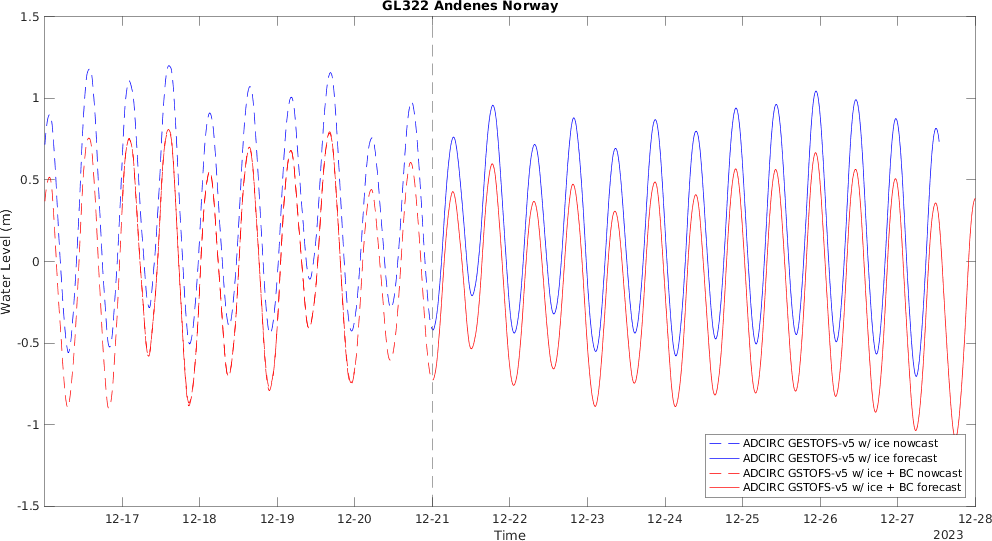 GL322 Andenes Norway
1.5
1
0.5
0
-0.5
-1
-1.5
Water Level (m)
ADCIRC GESTOFS-v5 w/ ice nowcast
ADCIRC GESTOFS-v5 w/ ice forecast
ADCIRC GSTOFS-v5 w/ ice + BC nowcast
ADCIRC GSTOFS-v5 w/ ice + BC forecast
12-17 12-18 12-19 12-20 12-21 12-22 12-23 12-24 12-25 12-26 12-27 12-28
Time
2023